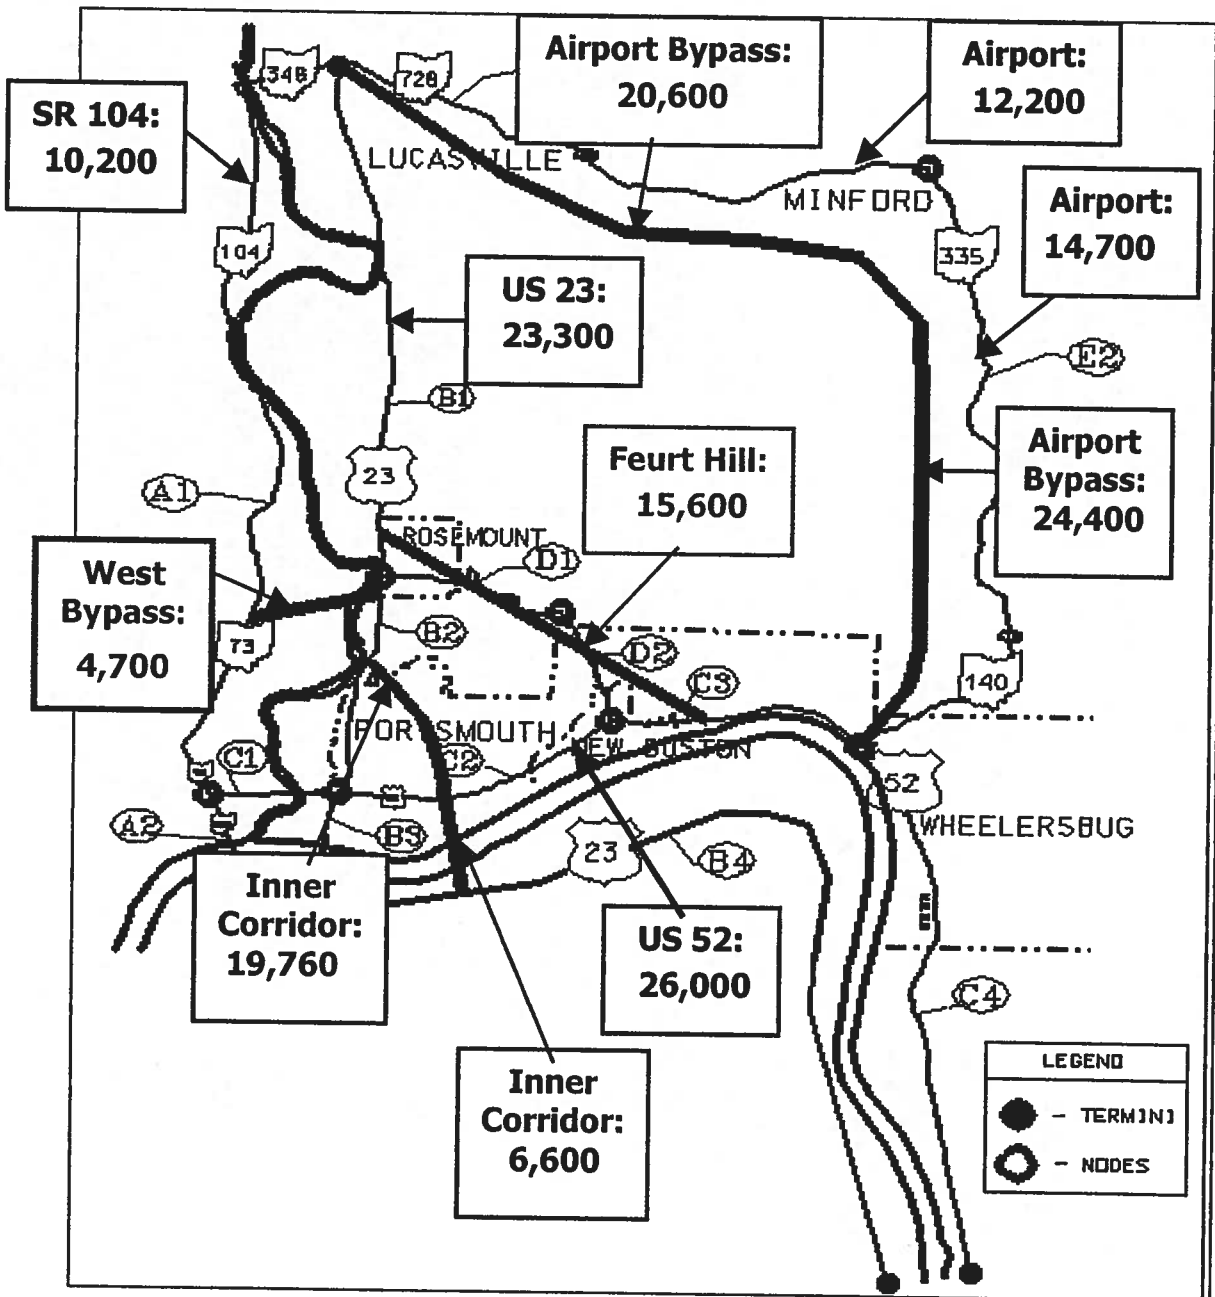 Airport Bypass:
20,600
Airport:
12,200
SR 104:
10,200
348
728
LUCASVILLE
MINFORD
Airport:
14,700
104
335
US 23:
23,300
E2
B1
Feurt Hill:
15,600
Airport
Bypass:
24,400
23
A1
ROSEMOUNT
D1
West
Bypass:
4,700
73
B2
D2
C3
140
PORTSMOUTH
NEW BOSTON
C1
C2
52
A2
B3
23
B4
WHEELERSBUG
Inner
Corridor:
19,760
US 52:
26,000
C4
Inner
Corridor:
6,600
LEGEND
- TERMINI
- NODES